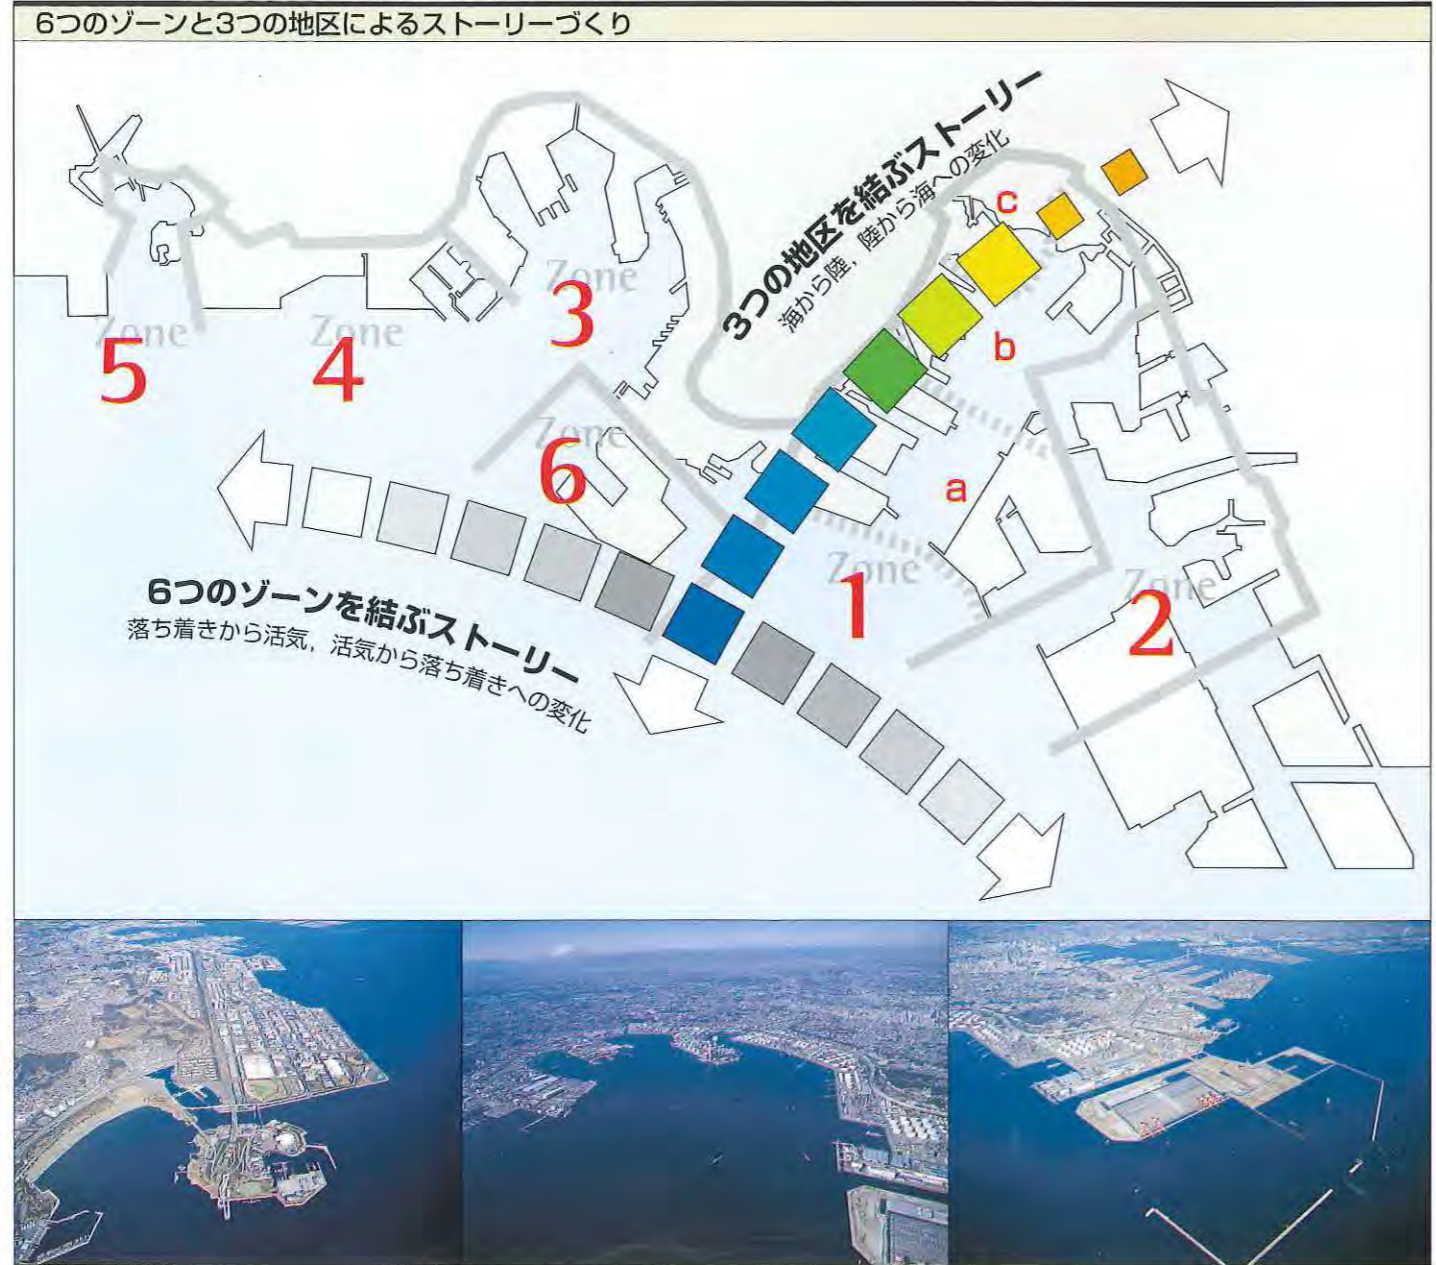 6つのゾーンと3つの地区によるストーリーづくり
3つの地区を結ぶストーリー
海から陸,陸から海への変化
c
Zone
3
Zone
5
Zone
4
b
Zone
6
a
Zone
1
Zone
2
6つのゾーンを結ぶストーリー
落ち着きから活気,活気から落ち着きへの変化